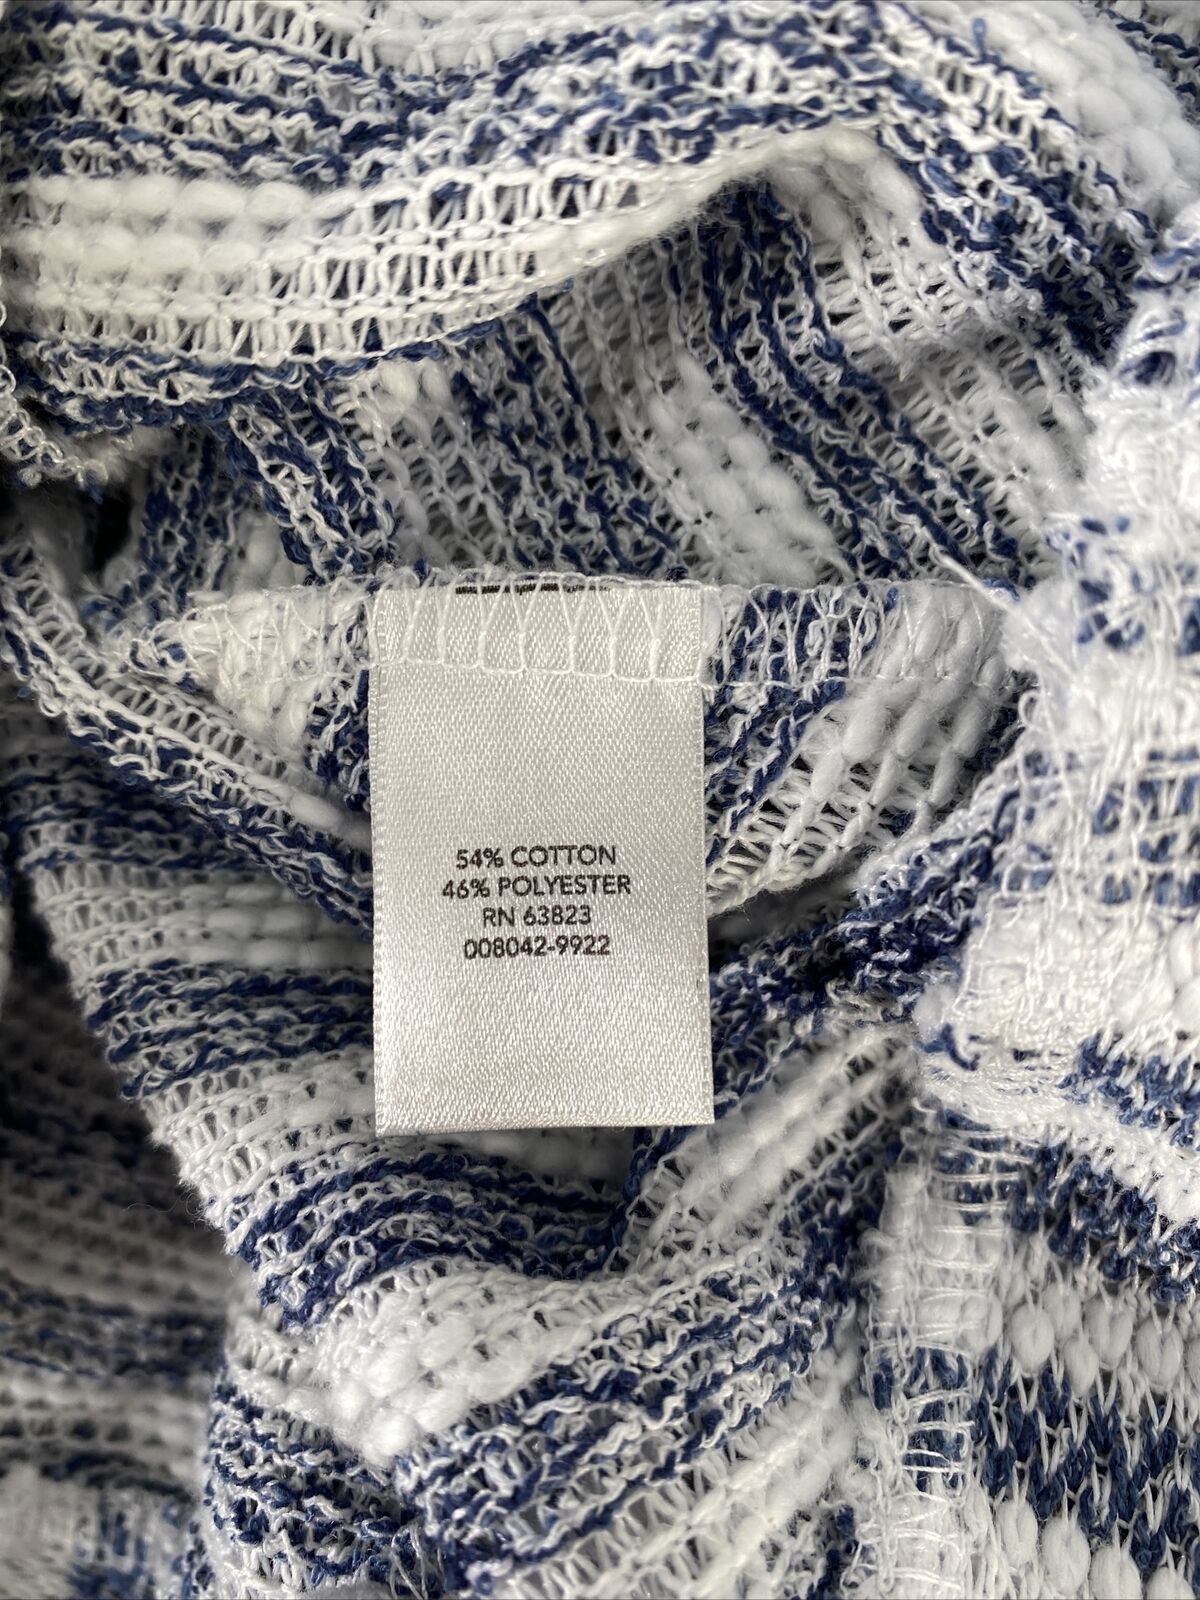 54% COTTON
46% POLYESTER
RN 63823
008042-9922